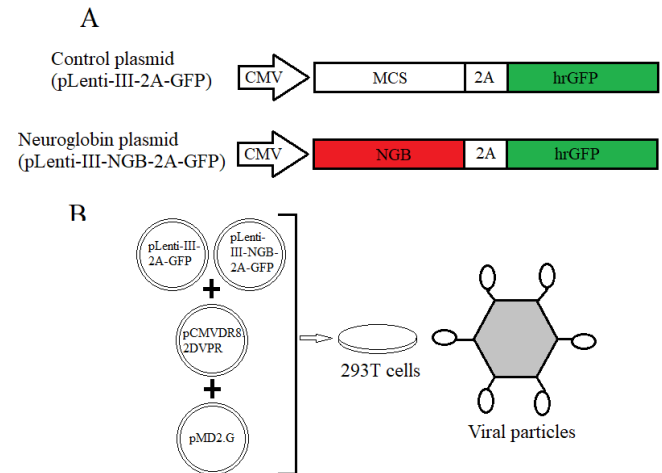 A
Control plasmid
(pLenti-III-2A-GFP)
CMV MCS 2A hrGFP
Neuroglobin plasmid
(pLenti-III-NGB-2A-GFP)
CMV NGB 2A hrGFP
B
pLenti-III-
2A-GFP
pLenti-
III-NGB-
2A-GFP
+
pCMVDR8
2DVPR
+
pMD2.G
293T cells
Viral particles